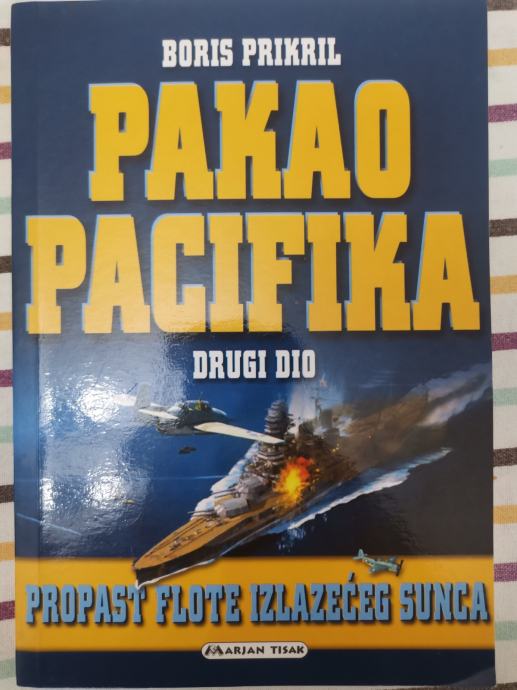 BORIS PRIKRIL
PAKAO
PACIFIKA
DRUGI DIO
PROPAST FLOTE IZLAZEĆEG SUNCA
MARJAN TISAK